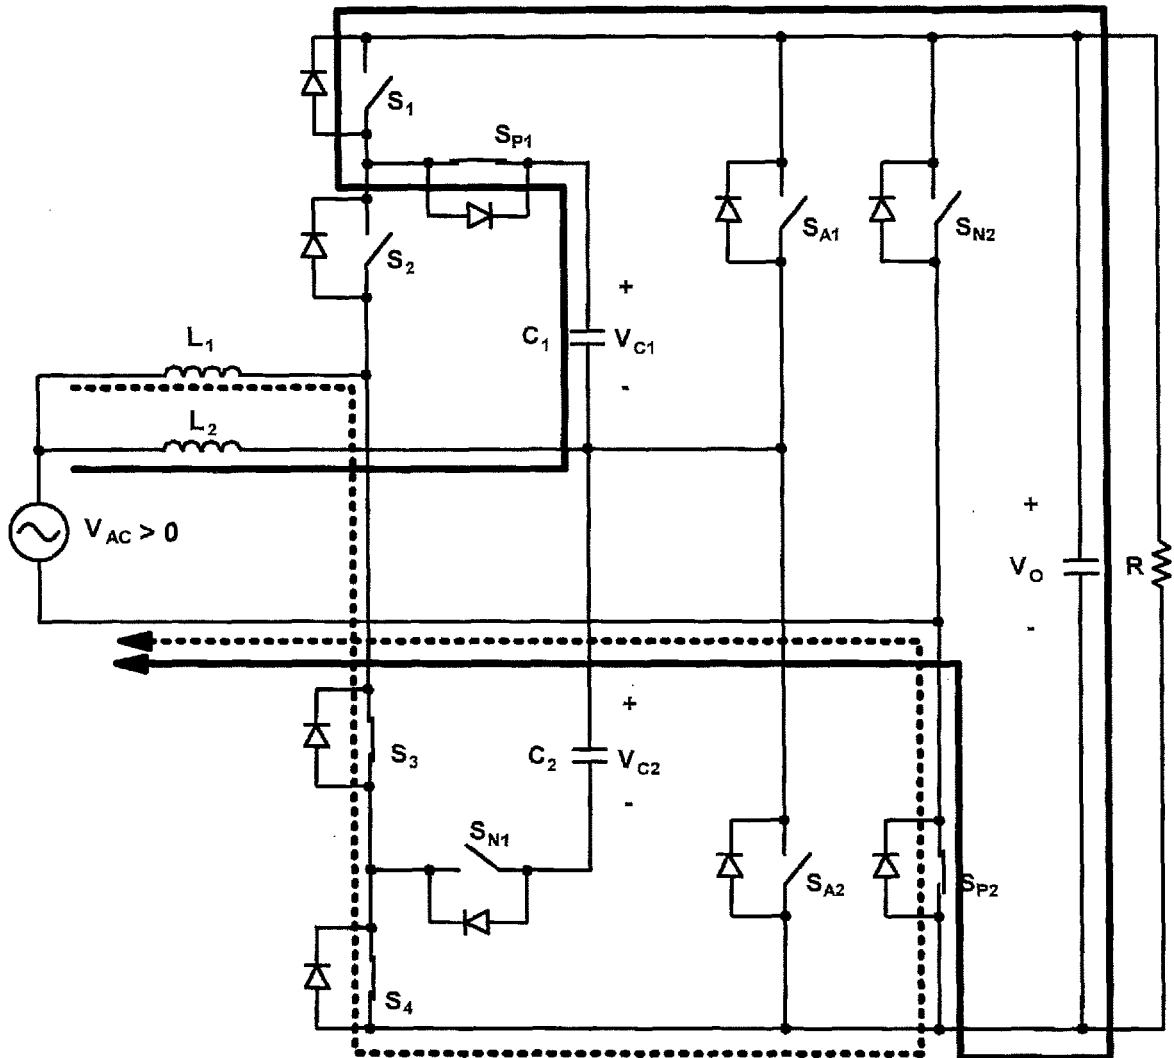 S1
SP1
S2
SA1
SN2
+
C1 VC1
-
L1
L2
VAC > 0
+
VO
-
R
S3
+
C2 VC2
-
SN1
SA2
SP2
S4